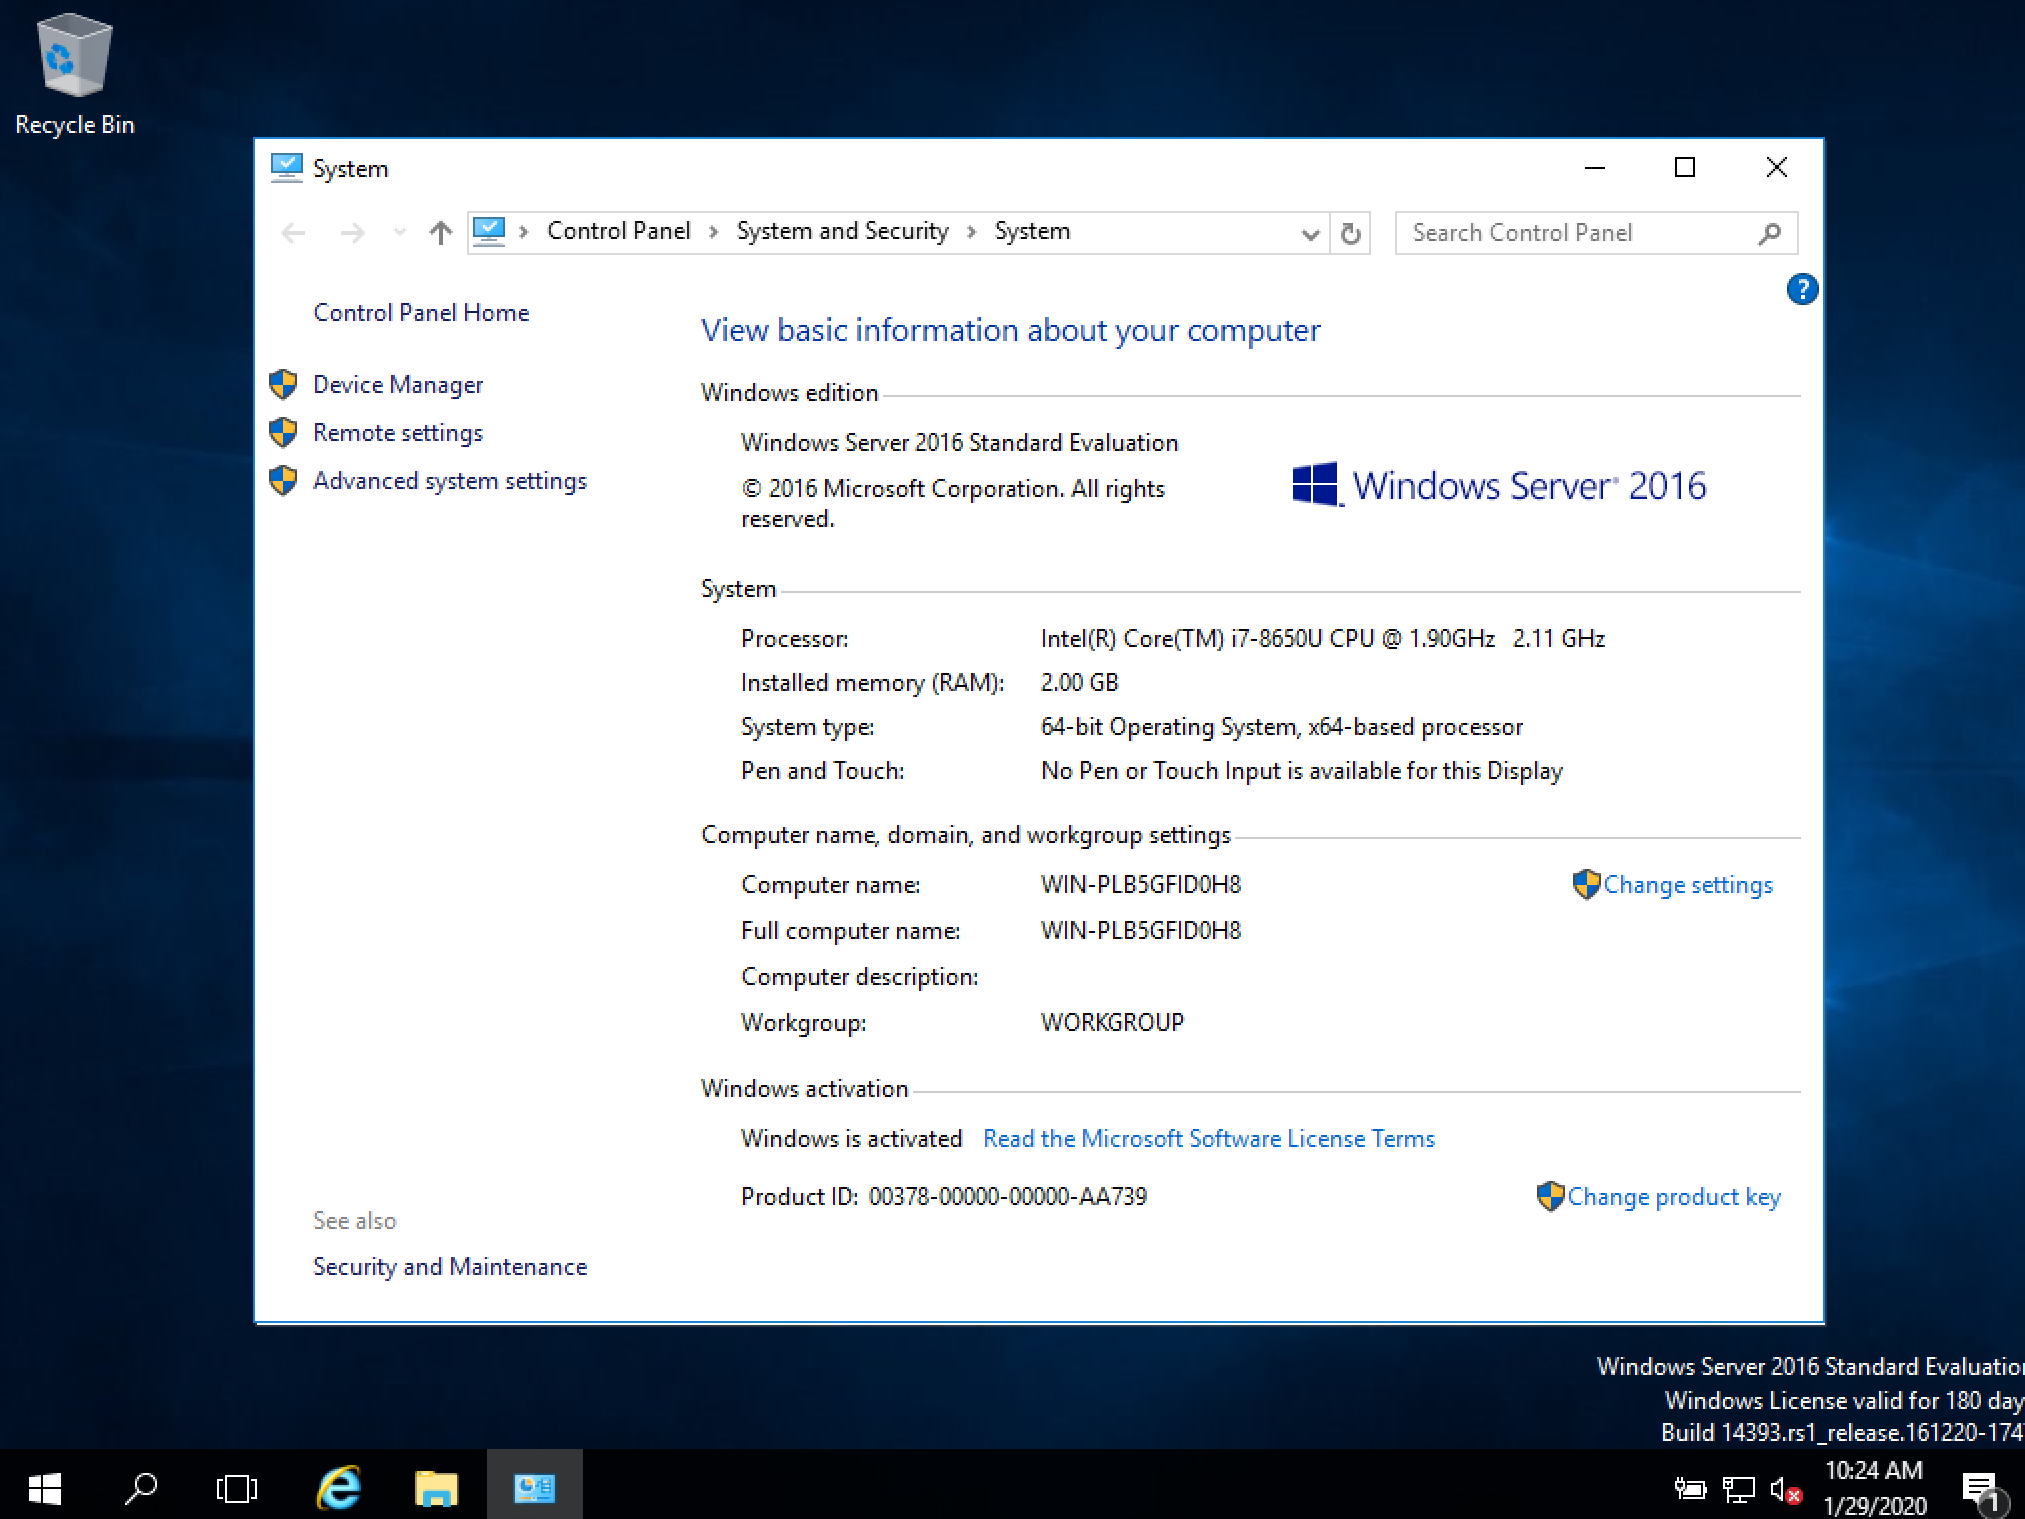 Recycle Bin
System
Control Panel
System and Security
System
Search Control Panel
?
Control Panel Home
Device Manager
Remote settings
Advanced system settings
See also
Security and Maintenance
View basic information about your computer
Windows edition
Windows Server 2016 Standard Evaluation
© 2016 Microsoft Corporation. All rights
reserved.
Windows Server® 2016
System
Processor: Intel(R) Core(TM) i7-8650U CPU @ 1.90GHz 2.11 GHz
Installed memory (RAM): 2.00 GB
System type: 64-bit Operating System, x64-based processor
Pen and Touch: No Pen or Touch Input is available for this Display
Computer name, domain, and workgroup settings
Computer name: WIN-PLB5GFID0H8 Change settings
Full computer name: WIN-PLB5GFID0H8
Computer description:
Workgroup: WORKGROUP
Windows activation
Windows is activated Read the Microsoft Software License Terms
Product ID: 00378-00000-00000-AA739 Change product key
Windows Server 2016 Standard Evaluation
Windows License valid for 180 day
Build 14393.rs1_release.161220-174
10:24 AM
1/29/2020
1